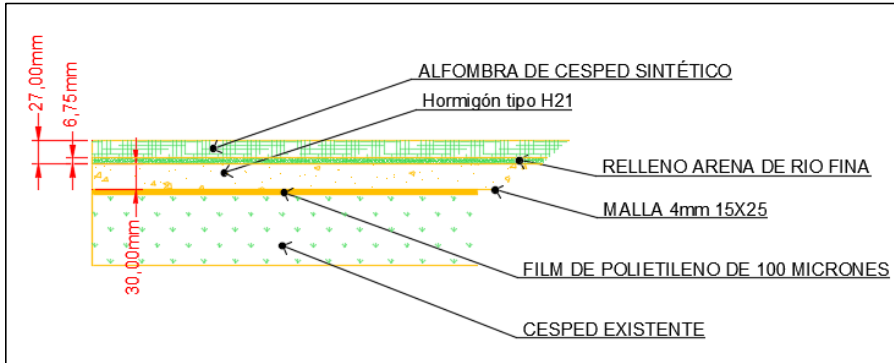 27,00mm
6,75mm
30,00mm
ALFOMBRA DE CESPED SINTÉTICO
Hormigón tipo H21
RELLENO ARENA DE RIO FINA
MALLA 4mm 15X25
FILM DE POLIETILENO DE 100 MICRONES
CESPED EXISTENTE